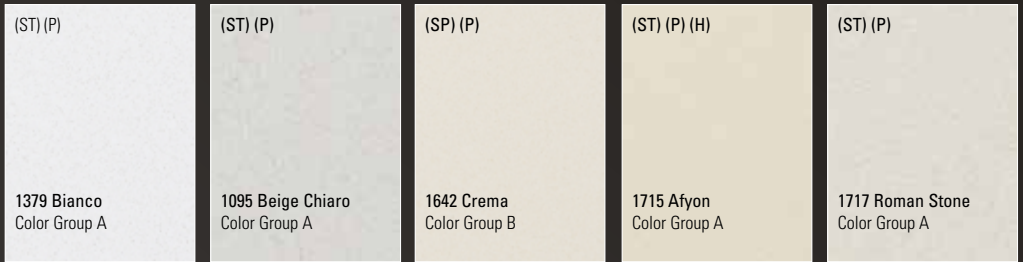 (ST) (P)
1379 Bianco
Color Group A
(ST) (P)
1095 Beige Chiaro
Color Group A
(SP) (P)
1642 Crema
Color Group B
(ST) (P) (H)
1715 Afyon
Color Group A
(ST) (P)
1717 Roman Stone
Color Group A